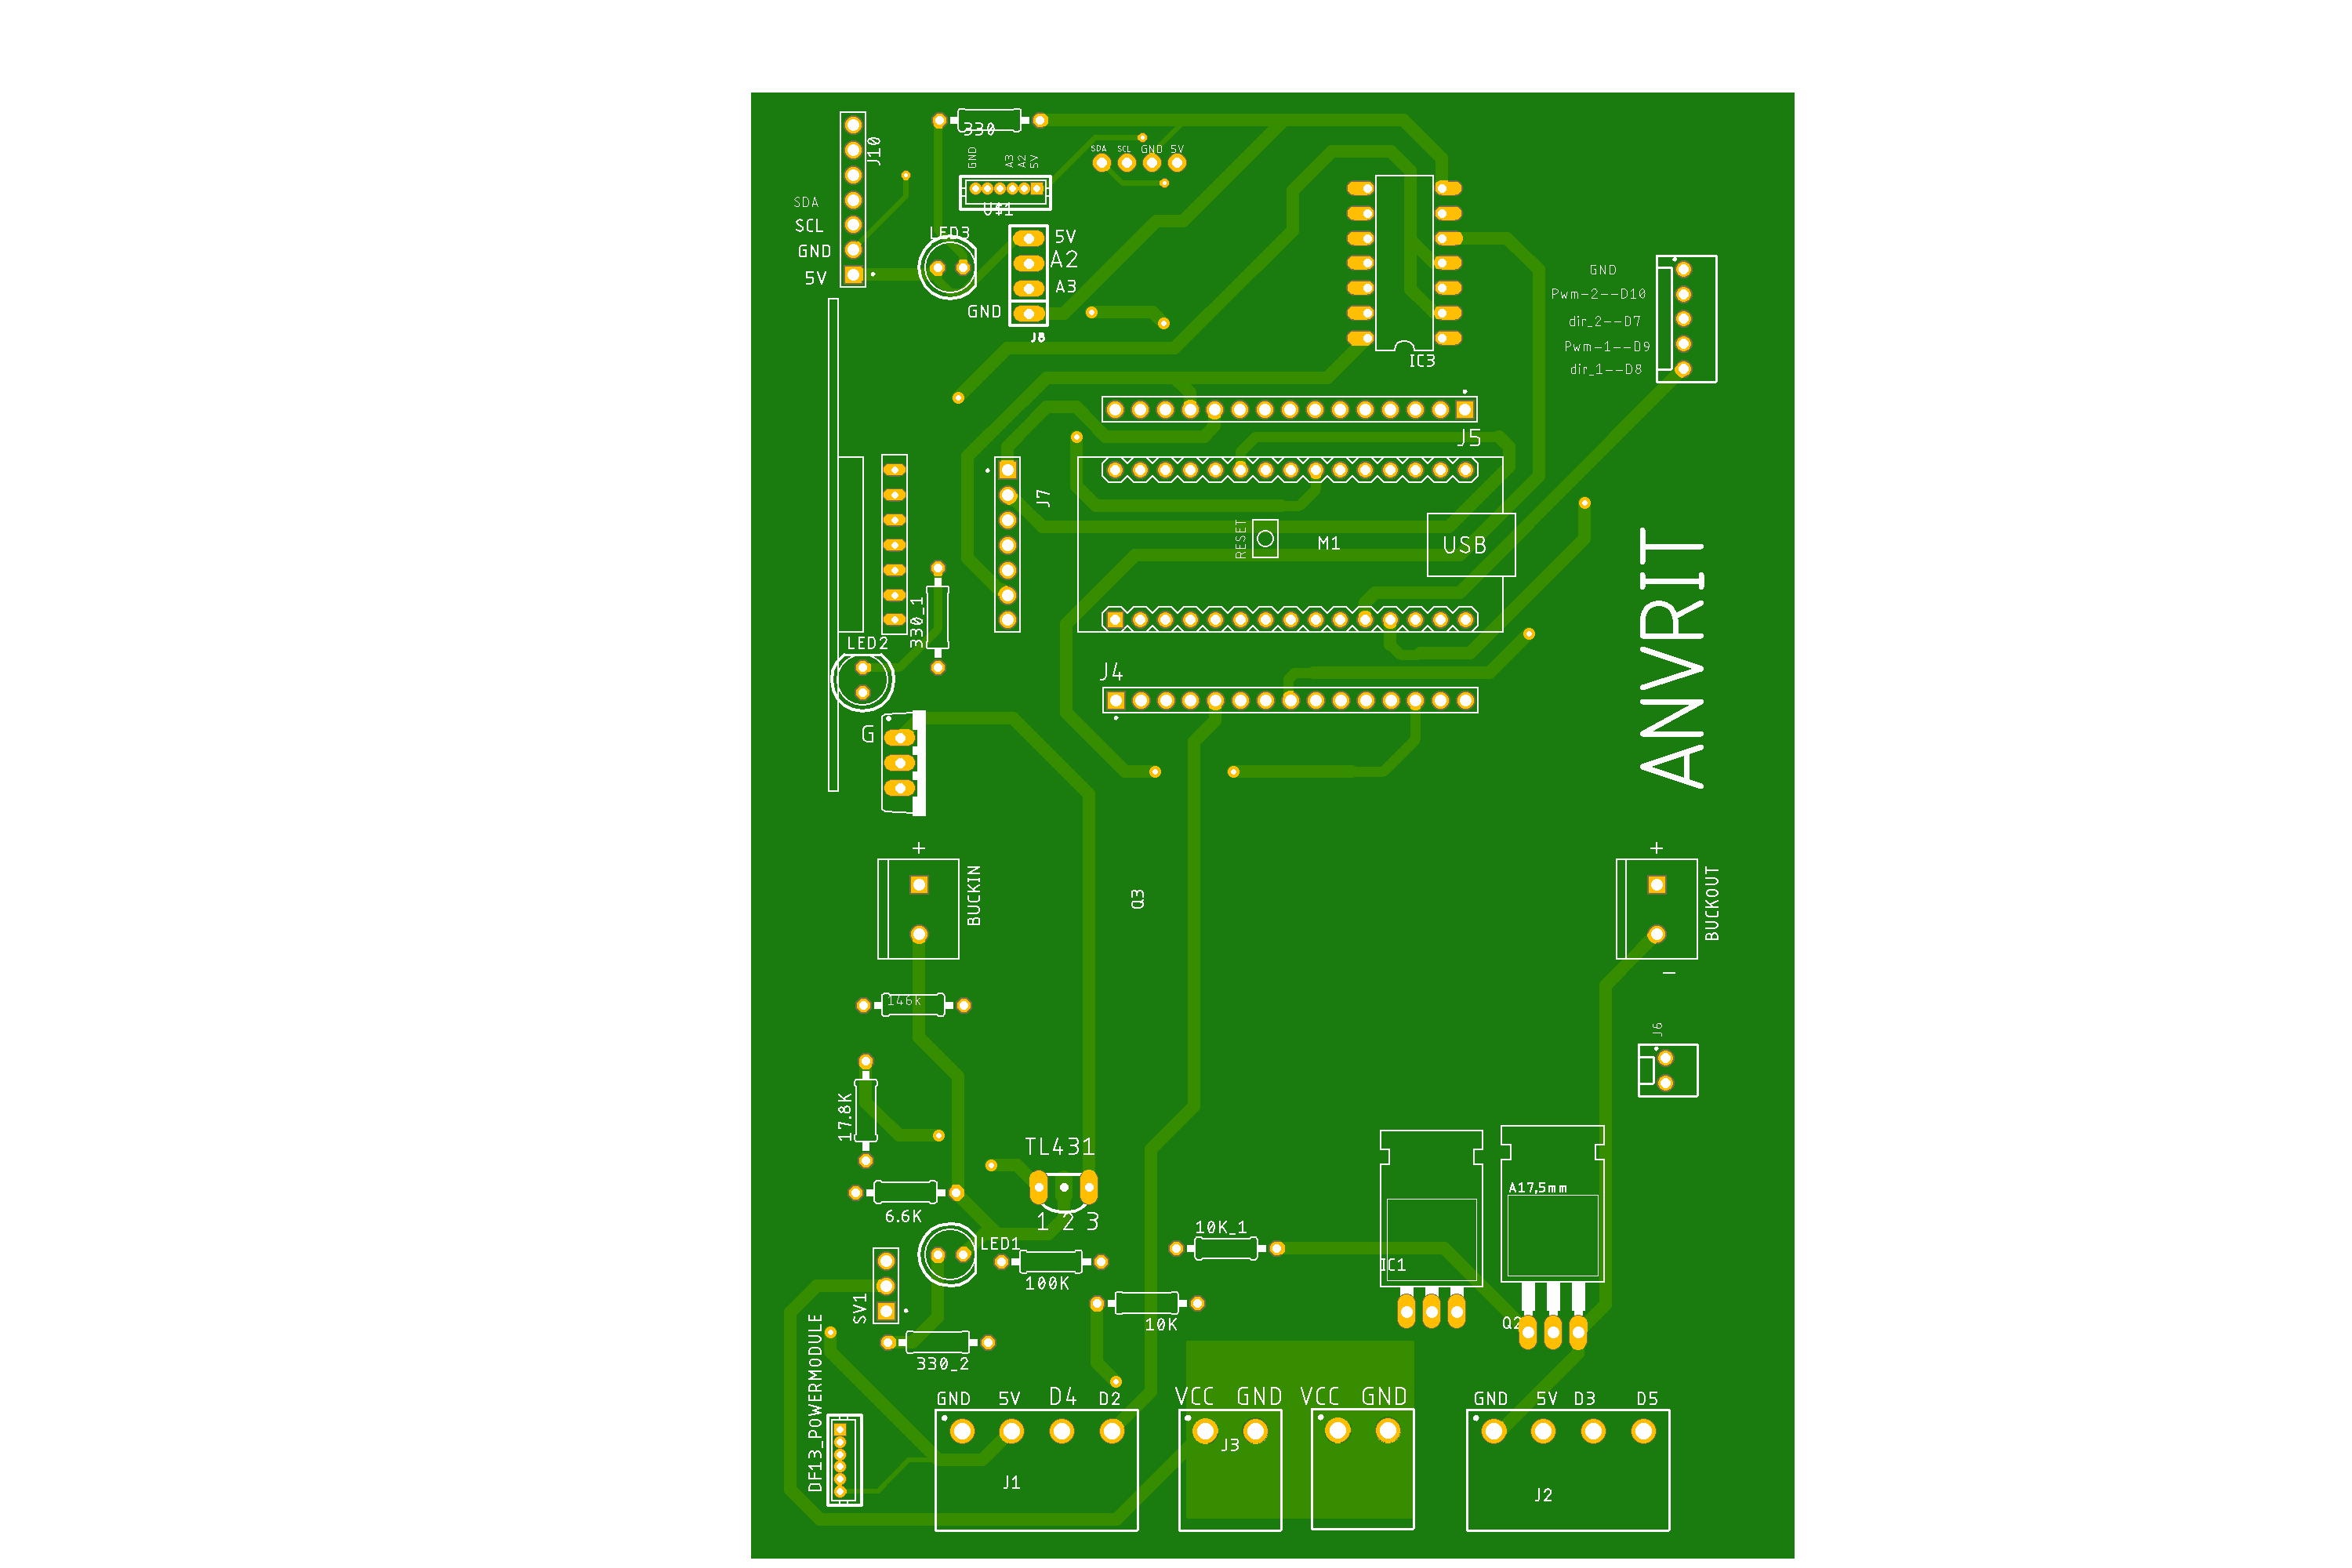 330
J10
GND
A3
A2
5V
SDA
SCL
GND
5V
SDA
SCL
GND
5V
U$1
LED3
5V
A2
A3
GND
IC3
GND
Pwm-2--D10
dir_2--D7
Pwm-1--D9
dir_1--D8
J5
J7
RESET
M1
USB
ANVRIT
330_1
LED2
J4
G
+
BUCKIN
Q3
+
BUCKOUT
-
146k
J6
17.8K
TL431
A17,5mm
6.6K
1 2 3
10K_1
LED1
IC1
100K
SV1
10K
Q2
330_2
DF13_POWERMODULE
GND 5V D4 D2
VCC GND
VCC GND
GND 5V D3 D5
J3
J1
J2